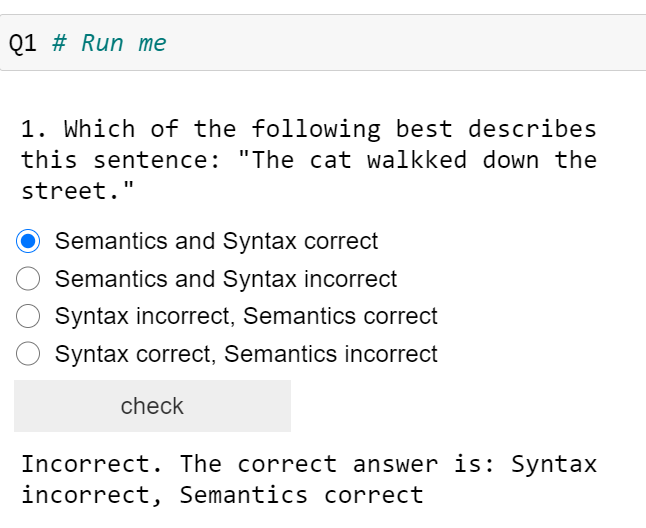 Q1 # Run me
1. Which of the following best describes
this sentence: "The cat walkked down the
street."
Semantics and Syntax correct
Semantics and Syntax incorrect
Syntax incorrect, Semantics correct
Syntax correct, Semantics incorrect
check
Incorrect. The correct answer is: Syntax
incorrect, Semantics correct